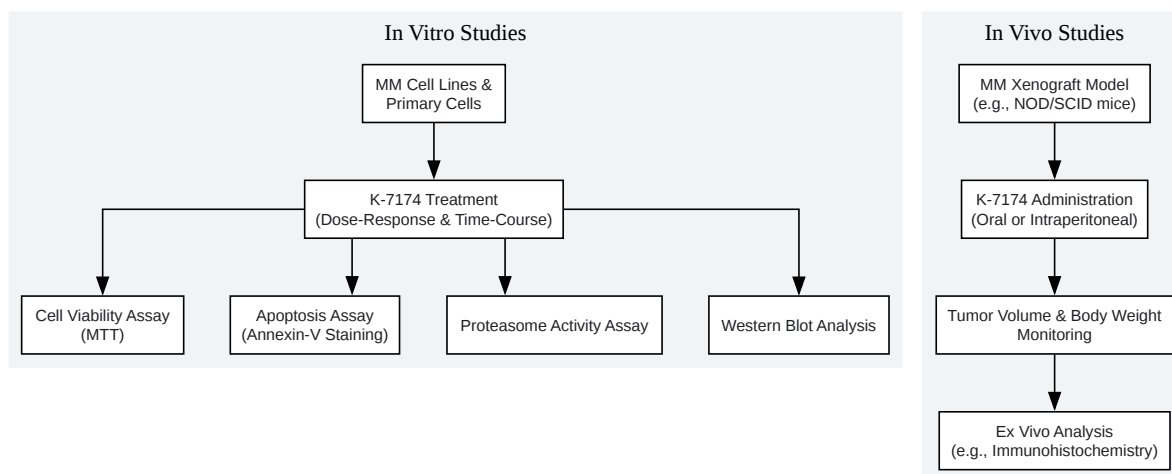 In Vitro Studies
MM Cell Lines &
Primary Cells
K-7174 Treatment
(Dose-Response & Time-Course)
Cell Viability Assay
(MTT)
Apoptosis Assay
(Annexin-V Staining)
Proteasome Activity Assay
Western Blot Analysis
In Vivo Studies
MM Xenograft Model
(e.g., NOD/SCID mice)
K-7174 Administration
(Oral or Intraperitoneal)
Tumor Volume & Body Weight
Monitoring
Ex Vivo Analysis
(e.g., Immunohistochemistry)